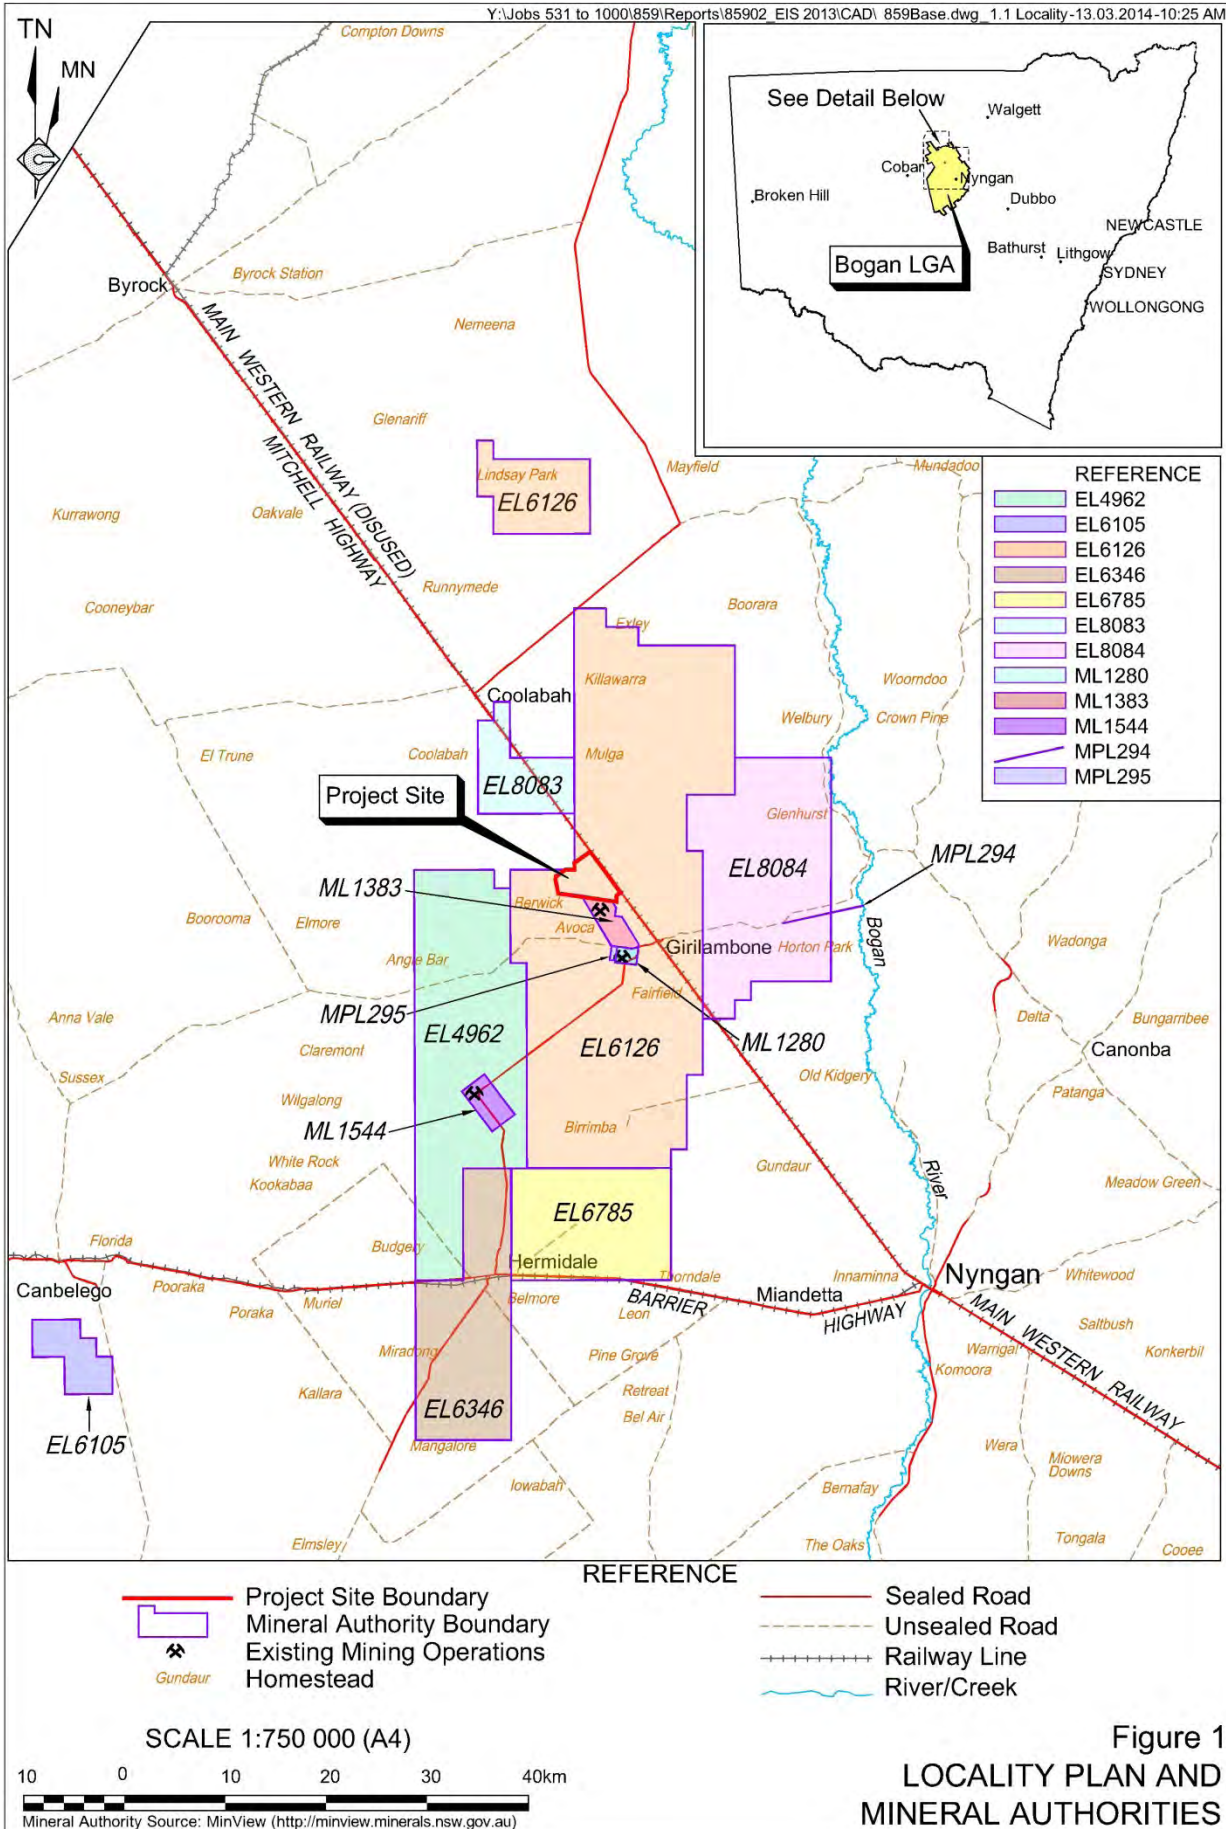 Y:\Jobs 531 to 1000\859\Reports\85902_EIS 2013\CAD\ 859Base.dwg_1.1 Locality-13.03.2014-10:25 AM
TN
MN
Compton Downs
See Detail Below
Walgett
Cobar
Nyngan
Broken Hill
Dubbo
NEWCASTLE
Bathurst
Lithgow
SYDNEY
WOLLONGONG
Bogan LGA
Byrock
Byrock Station
Nemeena
MAIN WESTERN RAILWAY (DISUSED)
MITCHELL HIGHWAY
Glenariff
Lindsay Park
EL6126
Mayfield
Mundadoo
Kurrawong
Oakvale
REFERENCE
EL4962
EL6105
EL6126
EL6346
EL6785
EL8083
EL8084
ML1280
ML1383
ML1544
MPL294
MPL295
Runnymede
Cooneybar
Boorara
Exley
Killawarra
Woorndoo
Coolabah
Welbury
Crown Pine
El Trune
Coolabah
Mulga
EL8083
Project Site
Glenhurst
EL8084
MPL294
ML1383
Berwick
Boorooma
Elmore
Avoca
Girilambone
Horton Park
Bogan
Wadonga
Angle Bar
Fairfield
MPL295
Anna Vale
EL4962
EL6126
ML1280
Delta
Bungarribee
Claremont
Canonba
Sussex
Old Kidgery
Wilgalong
Patanga
ML1544
Birrimba
White Rock
Gundaur
River
Kookabaa
Meadow Green
EL6785
Florida
Budgery
Hermidale
Thorndale
Innaminna
Nyngan
Whitewood
Canbelego
Pooraka
Poraka
Muriel
Belmore
BARRIER
HIGHWAY
Miandetta
Leon
MAIN WESTERN RAILWAY
Saltbush
Miradong
Pine Grove
Warrigal
Konkerbil
Komoora
Kallara
Retreat
EL6346
Bel Air
EL6105
Mangalore
Wera
Miowera
Downs
Iowabah
Bernafay
Elmsley
The Oaks
Tongala
Cooee
REFERENCE
Project Site Boundary
Mineral Authority Boundary
Existing Mining Operations
Gundaur Homestead
Sealed Road
Unsealed Road
Railway Line
River/Creek
SCALE 1:750 000 (A4)
10 0 10 20 30 40km
Mineral Authority Source: MinView (http://minview.minerals.nsw.gov.au)
Figure 1
LOCALITY PLAN AND
MINERAL AUTHORITIES